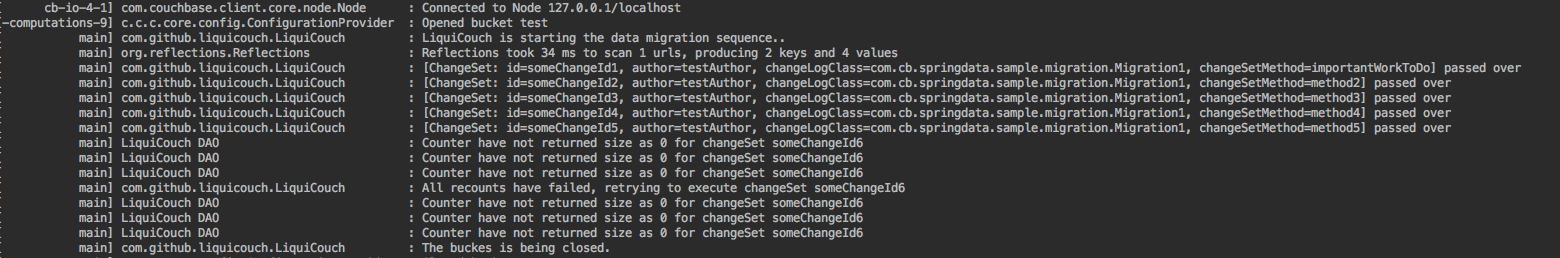 cb-io-4-1] com.couchbase.client.core.node.Node : Connected to Node 127.0.0.1/localhost
-computations-9] c.c.c.core.config.ConfigurationProvider : Opened bucket test
main] com.github.liquicouch.LiquiCouch : LiquiCouch is starting the data migration sequence..
main] org.reflections.Reflections : Reflections took 34 ms to scan 1 urls, producing 2 keys and 4 values
main] com.github.liquicouch.LiquiCouch : [ChangeSet: id=someChangeId1, author=testAuthor, changeLogClass=com.cb.springdata.sample.migration.Migration1, changeSetMethod=importantWorkToDo] passed over
main] com.github.liquicouch.LiquiCouch : [ChangeSet: id=someChangeId2, author=testAuthor, changeLogClass=com.cb.springdata.sample.migration.Migration1, changeSetMethod=method2] passed over
main] com.github.liquicouch.LiquiCouch : [ChangeSet: id=someChangeId3, author=testAuthor, changeLogClass=com.cb.springdata.sample.migration.Migration1, changeSetMethod=method3] passed over
main] com.github.liquicouch.LiquiCouch : [ChangeSet: id=someChangeId4, author=testAuthor, changeLogClass=com.cb.springdata.sample.migration.Migration1, changeSetMethod=method4] passed over
main] com.github.liquicouch.LiquiCouch : [ChangeSet: id=someChangeId5, author=testAuthor, changeLogClass=com.cb.springdata.sample.migration.Migration1, changeSetMethod=method5] passed over
main] LiquiCouch DAO : Counter have not returned size as 0 for changeSet someChangeId6
main] LiquiCouch DAO : Counter have not returned size as 0 for changeSet someChangeId6
main] LiquiCouch DAO : Counter have not returned size as 0 for changeSet someChangeId6
main] com.github.liquicouch.LiquiCouch : All recounts have failed, retrying to execute changeSet someChangeId6
main] LiquiCouch DAO : Counter have not returned size as 0 for changeSet someChangeId6
main] LiquiCouch DAO : Counter have not returned size as 0 for changeSet someChangeId6
main] LiquiCouch DAO : Counter have not returned size as 0 for changeSet someChangeId6
main] com.github.liquicouch.LiquiCouch : The buckes is being closed.